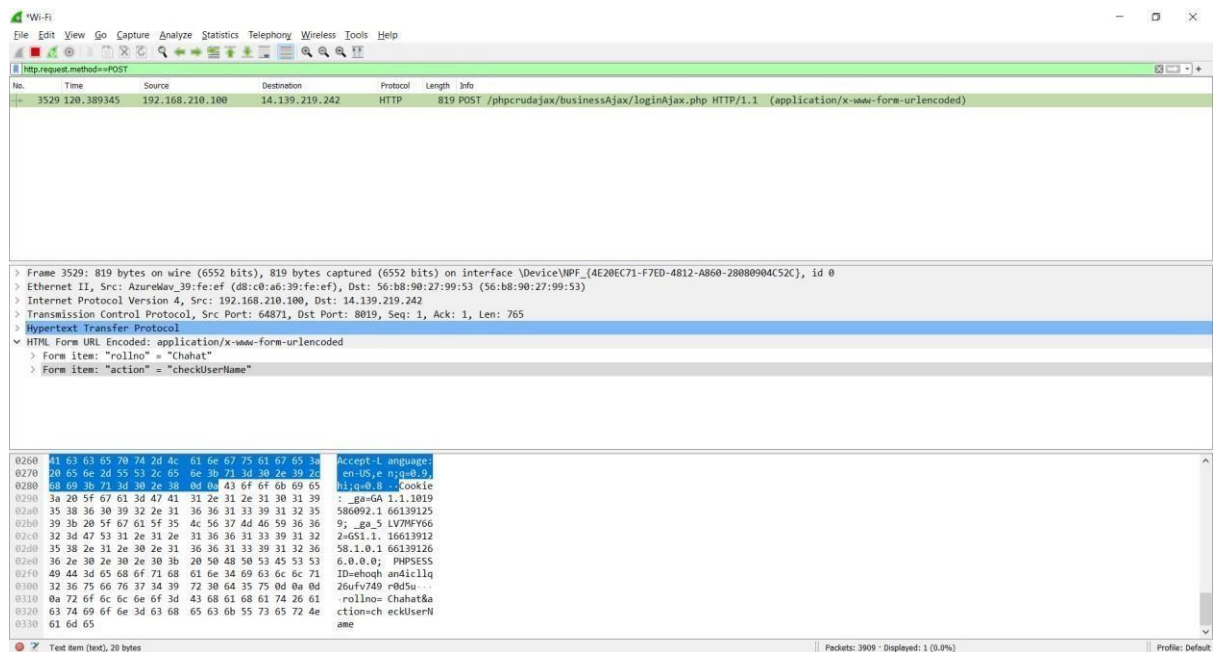 *Wi-Fi
File Edit View Go Capture Analyze Statistics Telephony Wireless Tools Help
http.request.method==POST
No. Time Source Destination Protocol Length Info
3529 120.389345 192.168.210.100 14.139.219.242 HTTP 819 POST /phpcrudajax/businessAjax/loginAjax.php HTTP/1.1 (application/x-www-form-urlencoded)
> Frame 3529: 819 bytes on wire (6552 bits), 819 bytes captured (6552 bits) on interface \Device\NPF_{4E20EC71-F7ED-4812-A860-28080904C52C}, id 0
> Ethernet II, Src: AzureWav_39:fe:ef (d8:c0:a6:39:fe:ef), Dst: 56:b8:90:27:99:53 (56:b8:90:27:99:53)
> Internet Protocol Version 4, Src: 192.168.210.100, Dst: 14.139.219.242
> Transmission Control Protocol, Src Port: 64871, Dst Port: 8019, Seq: 1, Ack: 1, Len: 765
> Hypertext Transfer Protocol
HTML Form URL Encoded: application/x-www-form-urlencoded
> Form item: "rollno" = "Chahat"
> Form item: "action" = "checkUserName"
0260 41 63 63 65 70 74 2d 4c 61 6e 67 75 61 67 65 3a Accept-L anguage:
0270 20 65 6e 2d 55 53 2c 65 6e 3b 71 3d 30 2e 39 2c en-US,e n;q=0.9,
0280 68 69 3b 71 3d 30 2e 38 0d 0a 43 6f 6f 6b 69 65 hi;q=0.8 ··Cookie
0290 3a 20 5f 67 61 3d 47 41 31 2e 31 2e 31 30 31 39 : _ga=GA 1.1.1019
02a0 35 38 36 30 39 32 2e 31 36 36 31 33 39 31 32 35 586092.1 66139125
02b0 39 3b 20 5f 67 61 5f 35 4c 56 37 4d 46 59 36 36 9; _ga_5 LV7MFY66
02c0 32 3d 47 53 31 2e 31 2e 31 36 36 31 33 39 31 32 2=GS1.1. 16613912
02d0 35 38 2e 31 2e 30 2e 31 36 36 31 33 39 31 32 36 58.1.0.1 66139126
02e0 36 2e 30 2e 30 2e 30 3b 20 50 48 50 53 45 53 53 6.0.0.0; PHPSESS
02f0 49 44 3d 65 68 6f 71 68 61 6e 34 69 63 6c 6c 71 ID=ehoqh an4icllq
0300 32 36 75 66 76 37 34 39 72 30 64 35 75 0d 0a 0d 26ufv749 r0d5u···
0310 0a 72 6f 6c 6c 6e 6f 3d 43 68 61 68 61 74 26 61 ·rollno= Chahat&a
0320 63 74 69 6f 6e 3d 63 68 65 63 6b 55 73 65 72 4e ction=ch eckUserN
0330 61 6d 65 ame
Text item (text), 20 bytes Packets: 3909 · Displayed: 1 (0.0%) Profile: Default